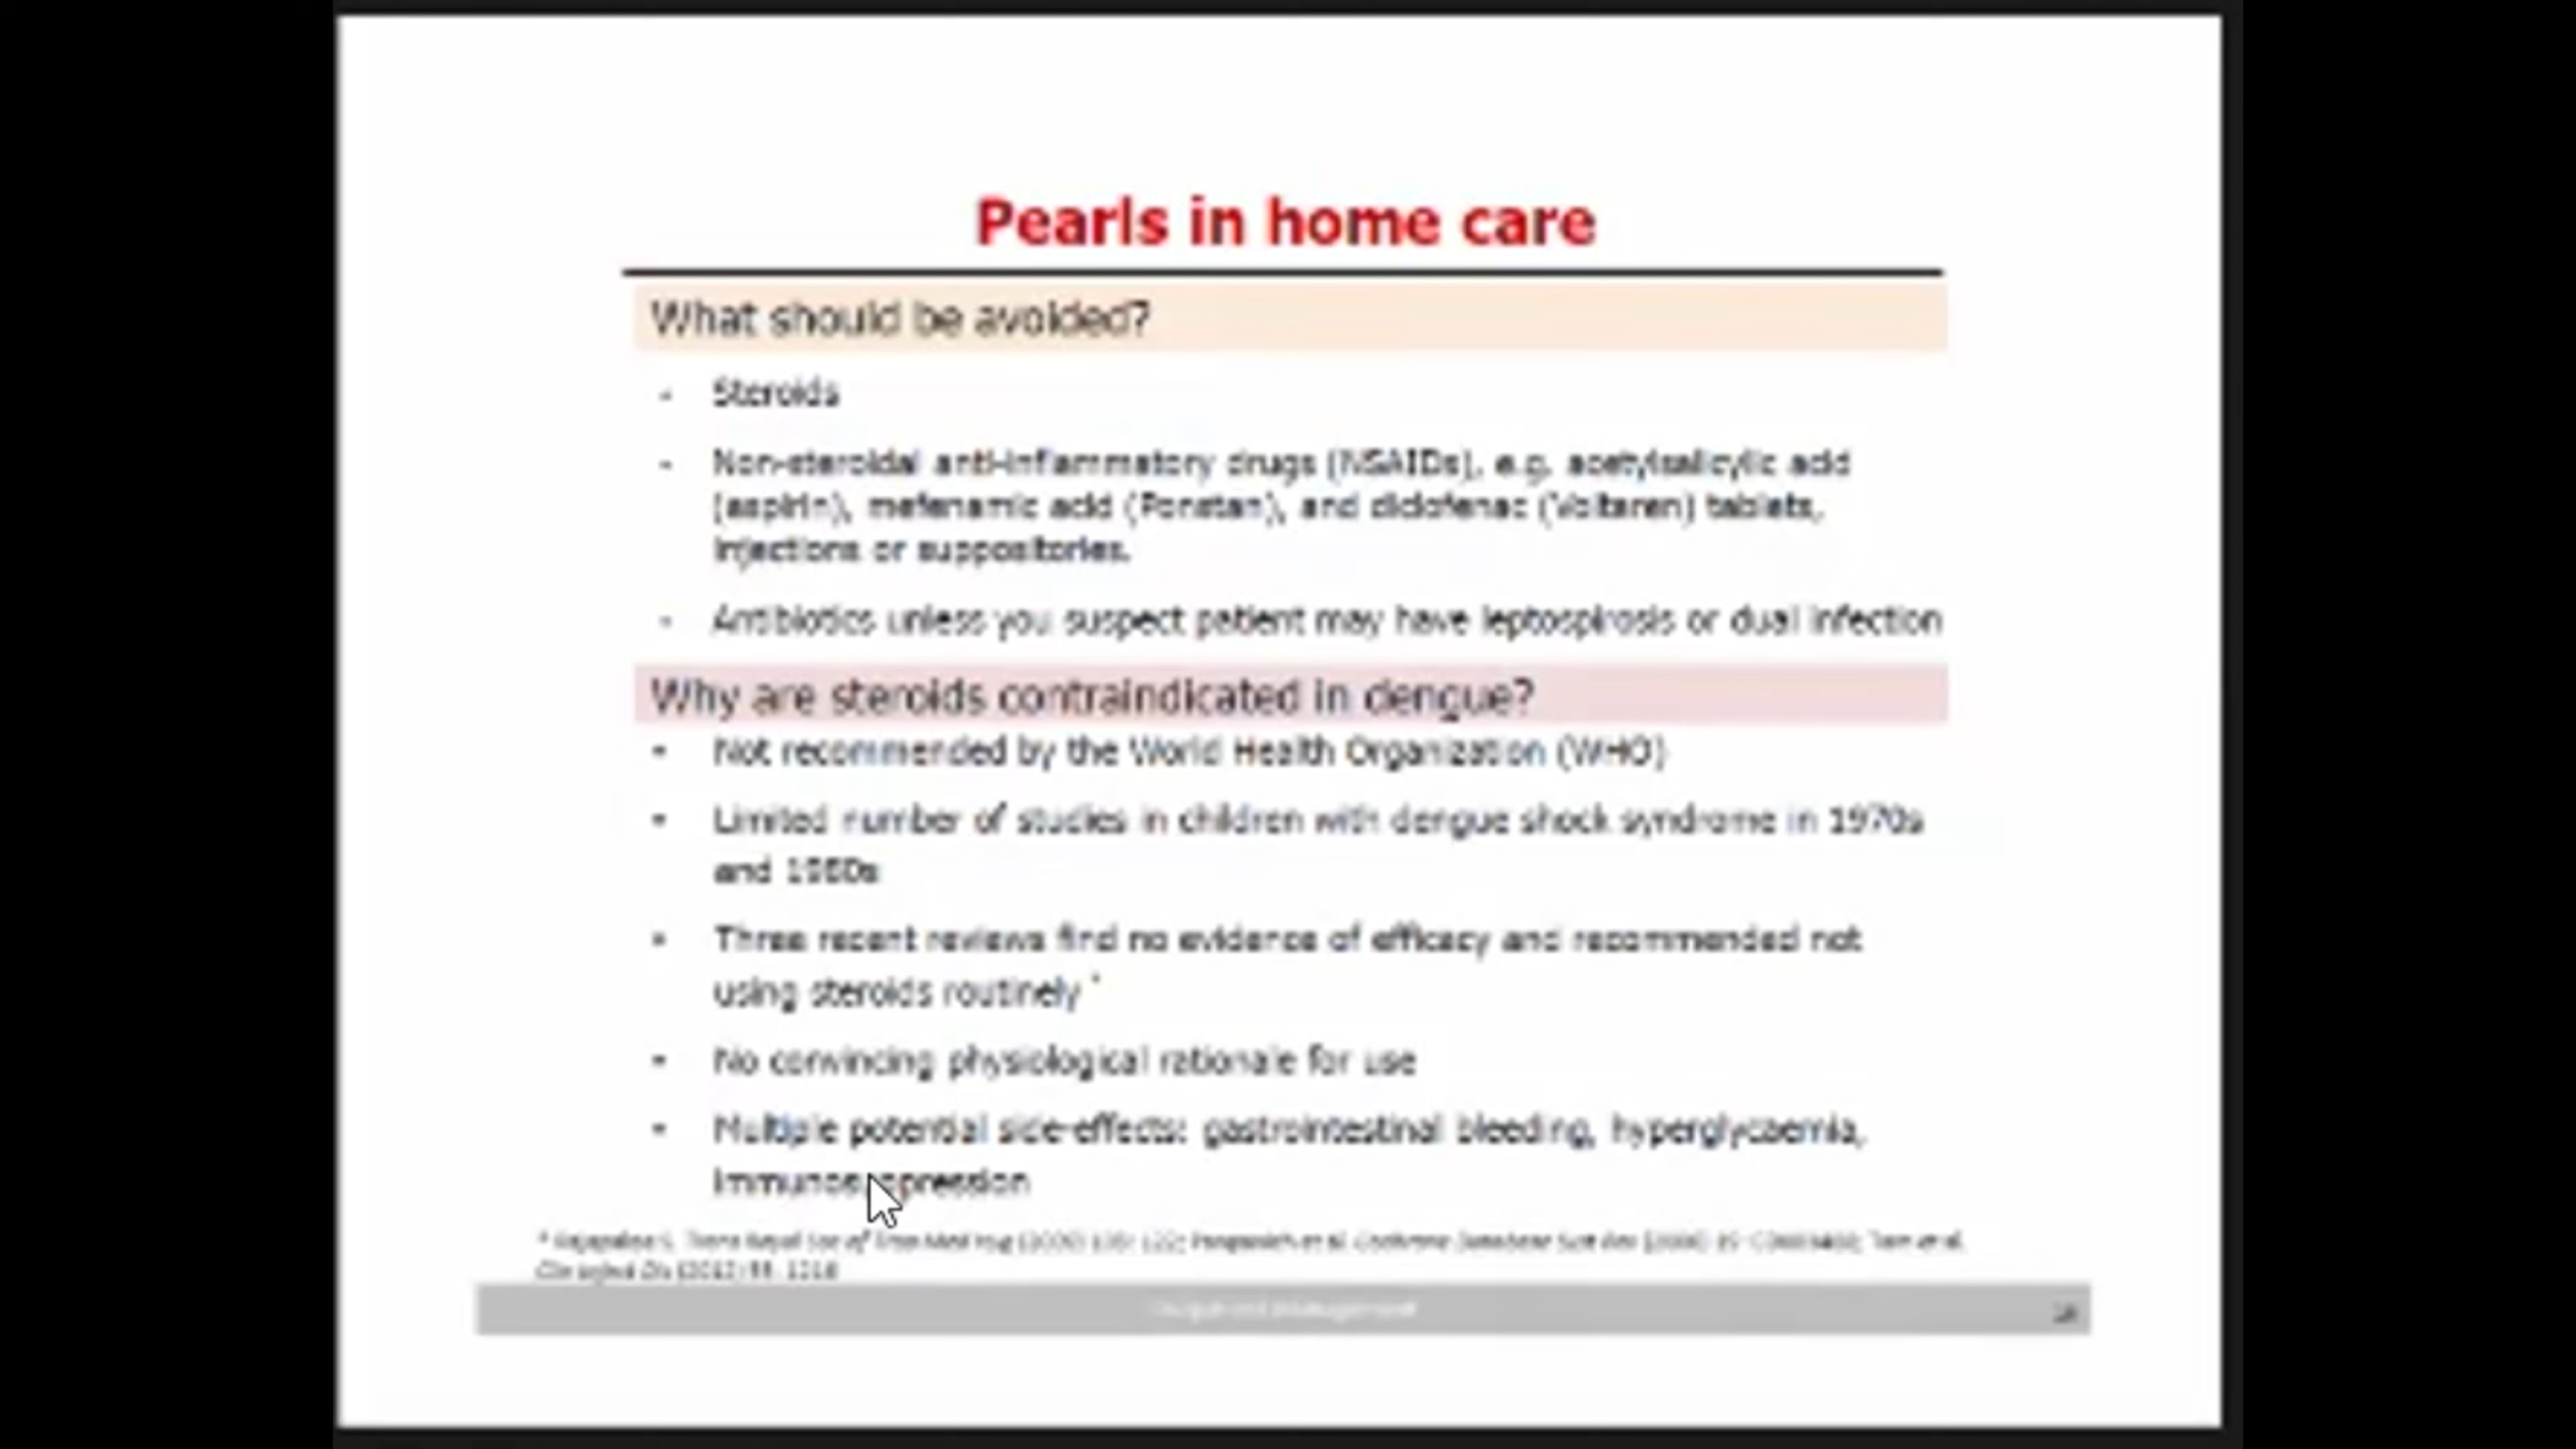 Pearls in home care
What should be avoided?
- Steroids
- Non-steroidal anti-inflammatory drugs (NSAIDs), e.g. acetylsalicylic acid
(aspirin), mefenamic acid (Ponstan), and diclofenac (Voltaren) tablets,
injections or suppositories.
- Antibiotics unless you suspect patient may have leptospirosis or dual infection
Why are steroids contraindicated in dengue?
• Not recommended by the World Health Organization (WHO)
• Limited number of studies in children with dengue shock syndrome in 1970s
and 1980s
• Three recent reviews find no evidence of efficacy and recommended not
using steroids routinely *
• No convincing physiological rationale for use
• Multiple potential side-effects: gastrointestinal bleeding, hyperglycaemia,
immunosuppression